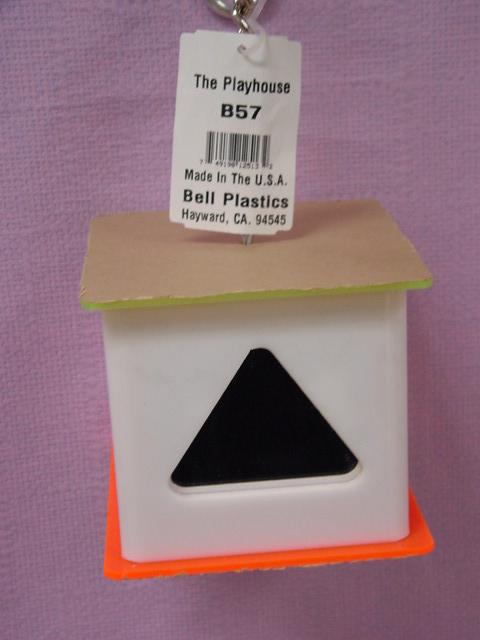 The Playhouse
B57
Made In The U.S.A.
Bell Plastics
Hayward, CA. 94545